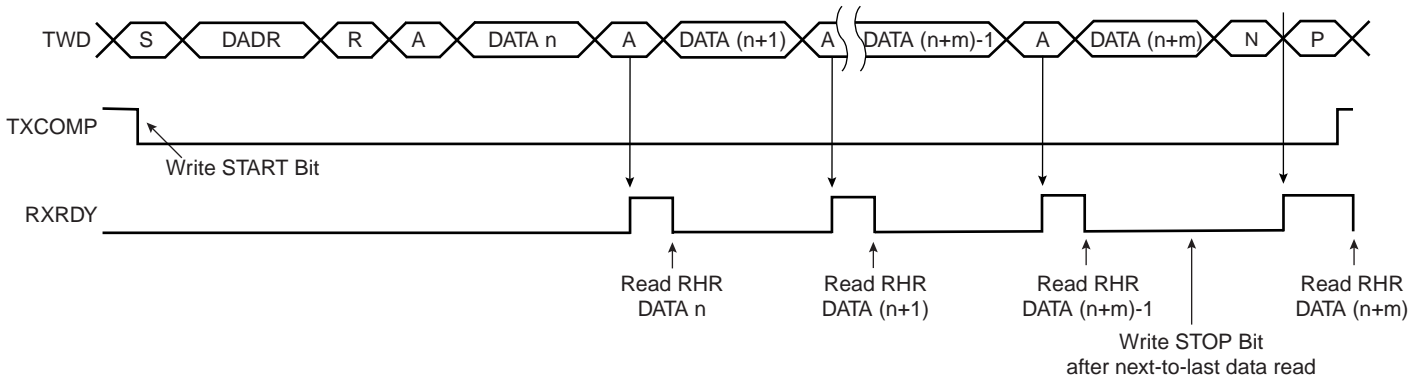 TWD S DADR R A DATA n A DATA (n+1) A DATA (n+m)-1 A DATA (n+m) N P
TXCOMP
Write START Bit
RXRDY
Read RHR
DATA n
Read RHR
DATA (n+1)
Read RHR
DATA (n+m)-1
Read RHR
DATA (n+m)
Write STOP Bit
after next-to-last data read